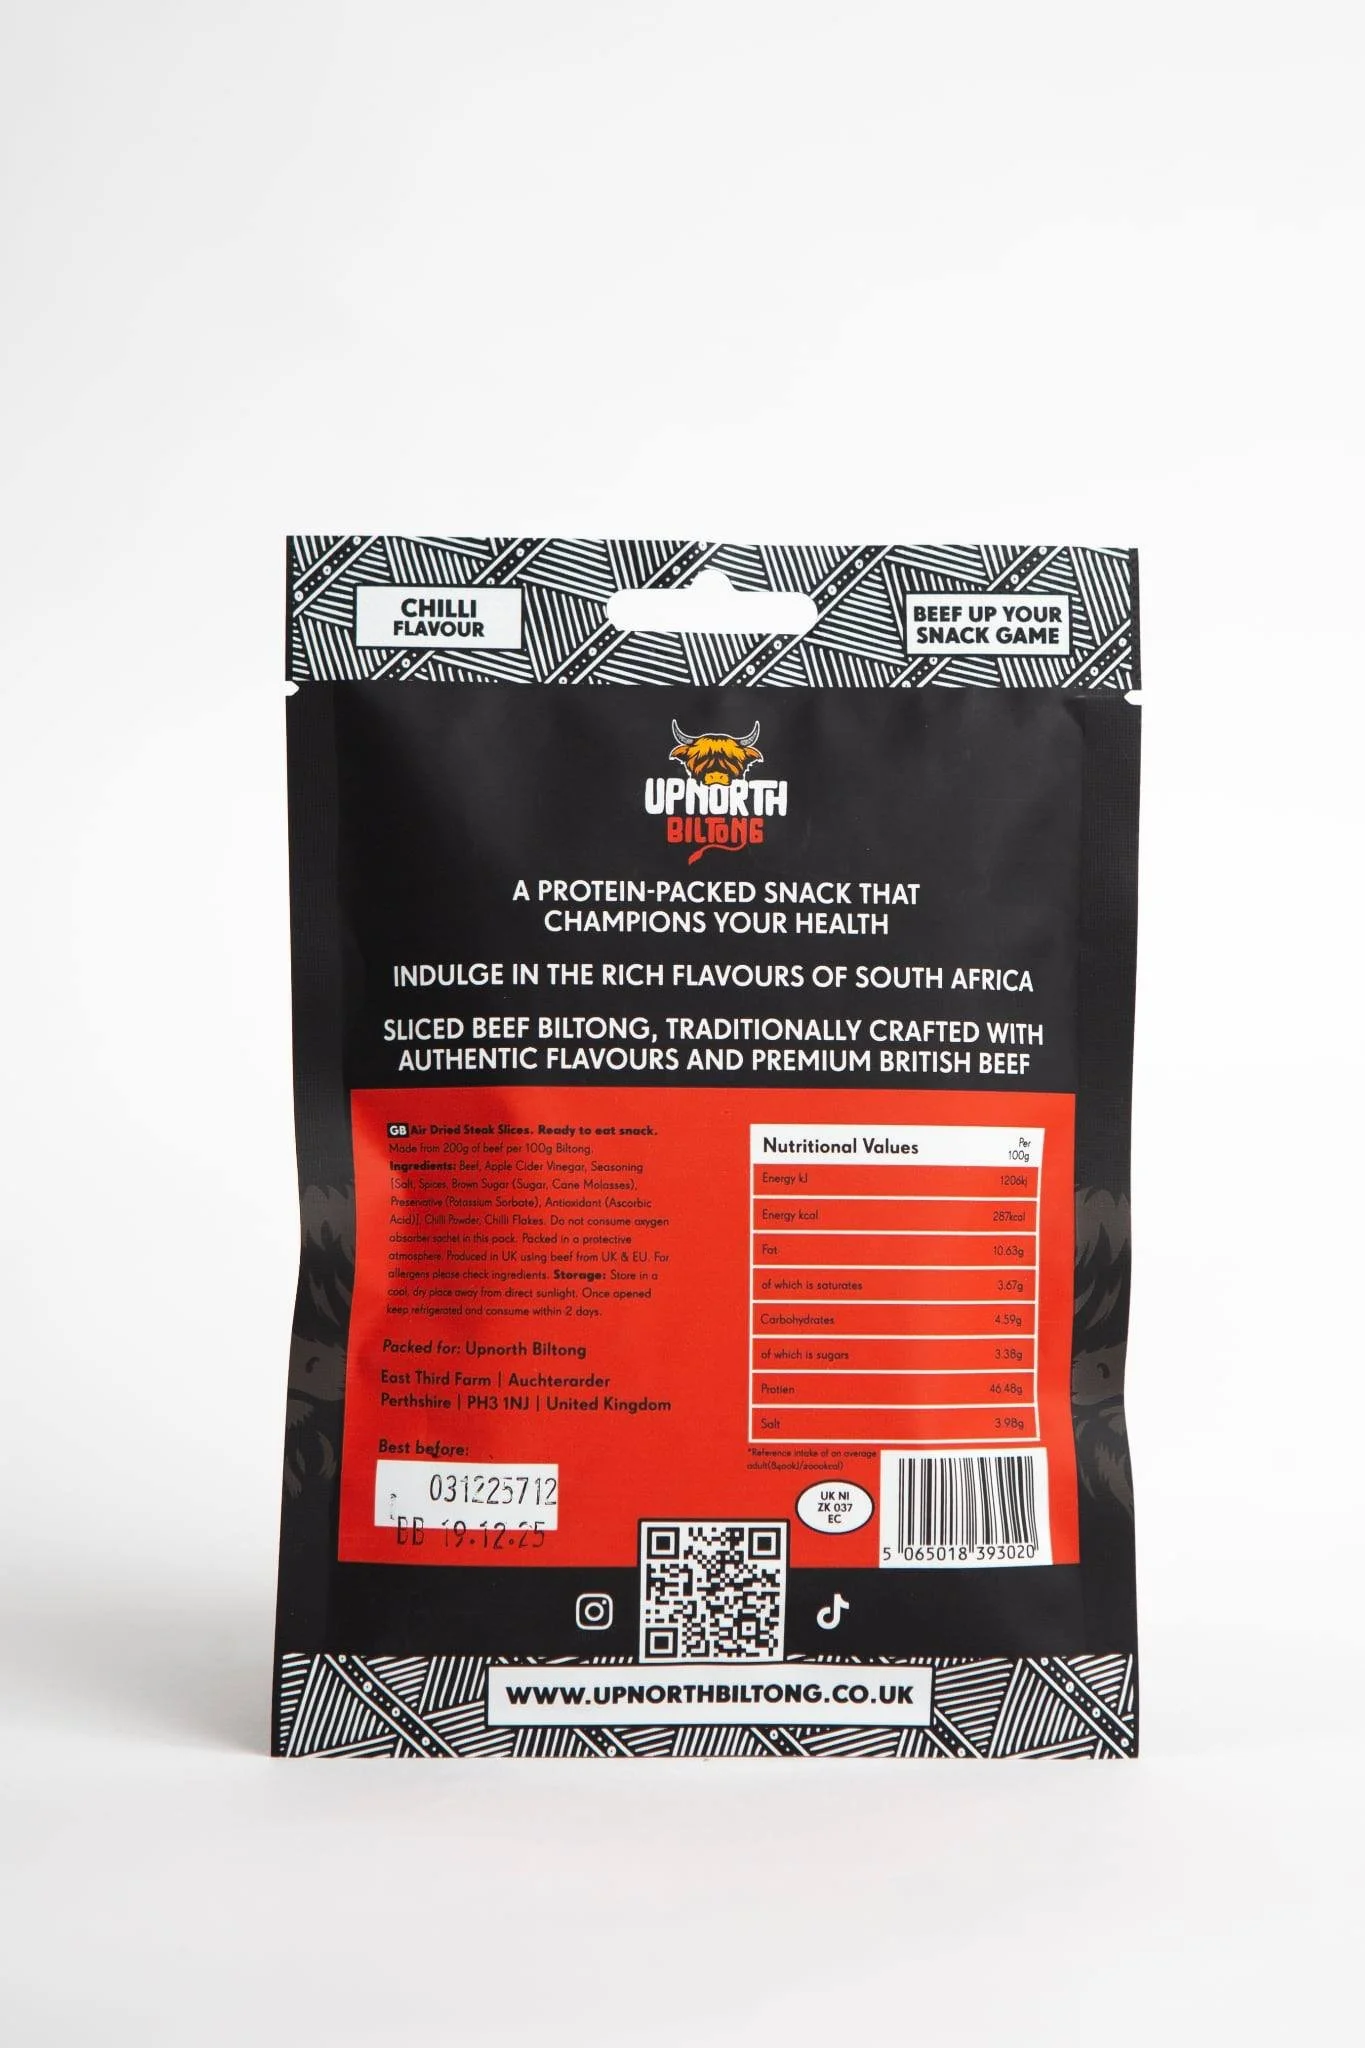 CHILLI
FLAVOUR
BEEF UP YOUR
SNACK GAME
UPNORTH
BILTONG
A PROTEIN-PACKED SNACK THAT
CHAMPIONS YOUR HEALTH
INDULGE IN THE RICH FLAVOURS OF SOUTH AFRICA
SLICED BEEF BILTONG, TRADITIONALLY CRAFTED WITH
AUTHENTIC FLAVOURS AND PREMIUM BRITISH BEEF
GB Air Dried Steak Slices. Ready to eat snack.
Made from 200g of beef per 100g Biltong.
Ingredients: Beef, Apple Cider Vinegar, Seasoning
[Salt, Spices, Brown Sugar (Sugar, Cane Molasses),
Preservative (Potassium Sorbate), Antioxidant (Ascorbic
Acid)], Chilli Powder, Chilli Flakes. Do not consume oxygen
absorber sachet in this pack. Packed in a protective
atmosphere. Produced in UK using beef from UK & EU. For
allergens please check ingredients. Storage: Store in a
cool, dry place away from direct sunlight. Once opened
keep refrigerated and consume within 2 days.
Packed for: Upnorth Biltong
East Third Farm | Auchterarder
Perthshire | PH3 1NJ | United Kingdom
Best before:
031225712
BB 19.12.25
Nutritional Values Per
100g
Energy kJ 1206kj
Energy kcal 287kcal
Fat 10.63g
of which is saturates 3.67g
Carbohydrates 4.59g
of which is sugars 3.38g
Protien 46.48g
Salt 3.98g
*Reference intake of an average
adult(8400kJ/2000kcal)
UK NI
ZK 037
EC
5 065018 393020
WWW.UPNORTHBILTONG.CO.UK